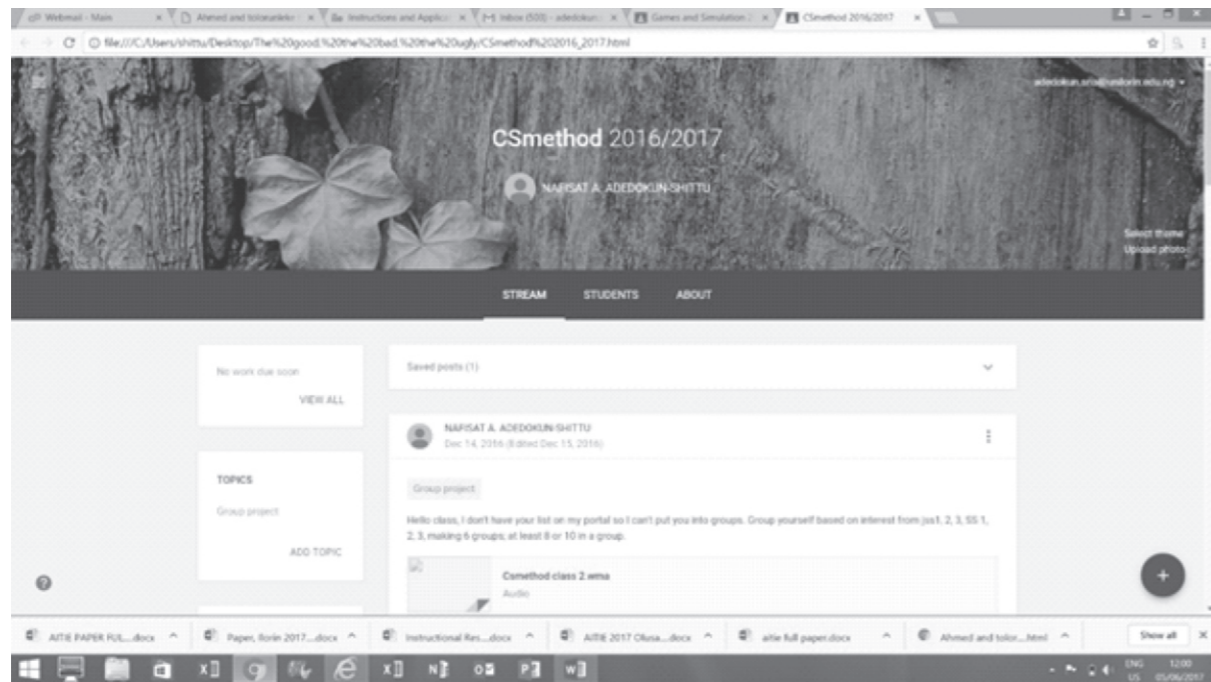 Webmail - Main
Ahmed and toloranleke
Instructions and Applic
Inbox (500) - adedokun.
Games and Simulation 2
CSmethod 2016/2017
file:///C:/Users/shittu/Desktop/The%20good,%20the%20bad,%20the%20ugly/CSmethod%202016_2017.html
CSmethod 2016/2017
NAFISAT A. ADEDOKUN-SHITTU
Select theme
Upload photo
STREAM STUDENTS ABOUT
No work due soon
VIEW ALL
Saved posts (1)
NAFISAT A. ADEDOKUN-SHITTU
Dec 14, 2016 (Edited Dec 15, 2016)
TOPICS
Group project
ADD TOPIC
Group project
Hello class, I don't have your list on my portal so I can't put you into groups. Group yourself based on interest from jss1, 2, 3, SS 1,
2, 3, making 6 groups; at least 8 or 10 in a group.
Csmethod class 2.wma
Audio
AITIE PAPER FUL....docx
Paper, Ilorin 2017....docx
Instructional Res....docx
AITIE 2017 Olusa....docx
aitie full paper.docx
Ahmed and tolor....html
Show all
ENG 12:00
US 05/06/2017